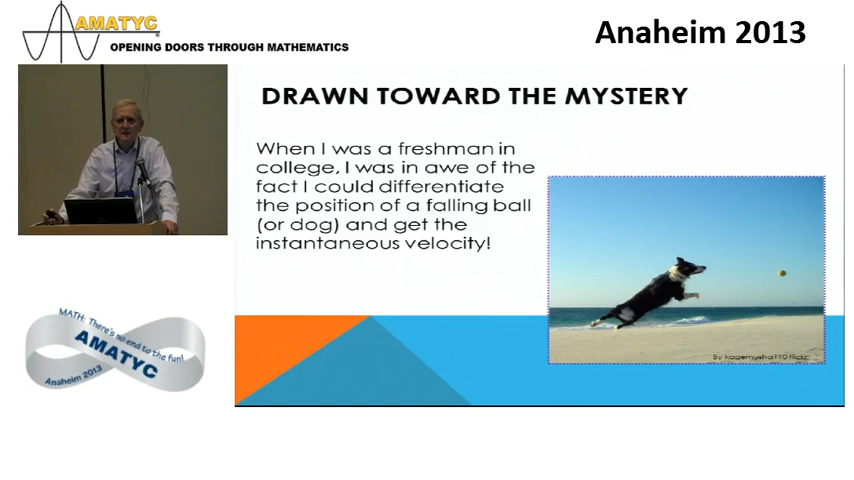 AMATYC
OPENING DOORS THROUGH MATHEMATICS
Anaheim 2013
DRAWN TOWARD THE MYSTERY
When I was a freshman in
college, I was in awe of the
fact I could differentiate
the position of a falling ball
(or dog) and get the
instantaneous velocity!
By kagemusha110 flickr
MATH: There's no end to the fun!
AMATYC
Anaheim 2013